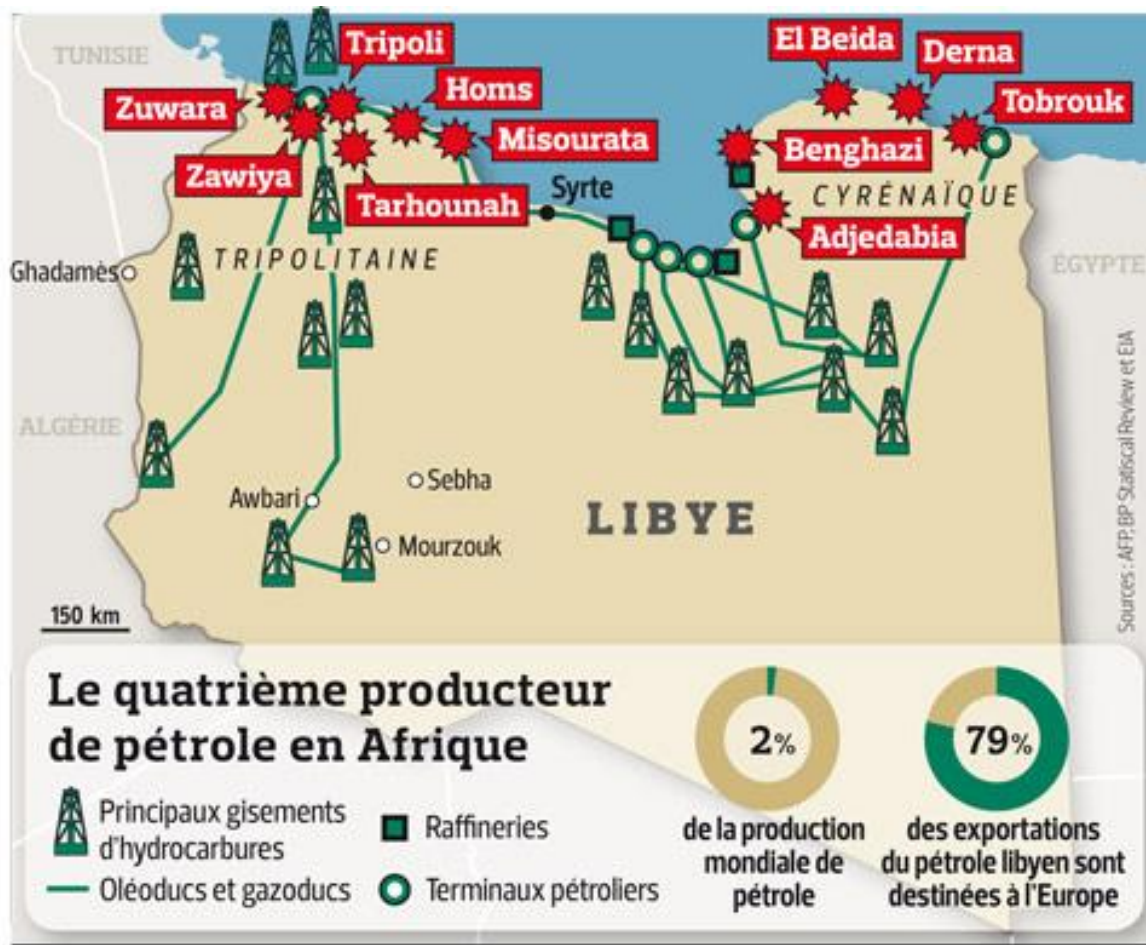 TUNISIE
Tripoli
Zuwara
Homs
Misourata
Zawiya
Tarhounah
El Beida
Derna
Tobrouk
Benghazi
Syrte
CYRÉNAÏQUE
Adjedabia
TRIPOLITAINE
Ghadamès
ÉGYPTE
ALGÉRIE
Awbari
Sebha
Mourzouk
LIBYE
150 km
Sources : AFP, BP Statiscal Review et EIA
Le quatrième producteur
de pétrole en Afrique
Principaux gisements
d'hydrocarbures
Oléoducs et gazoducs
Raffineries
Terminaux pétroliers
2%
de la production
mondiale de
pétrole
79%
des exportations
du pétrole libyen sont
destinées à l'Europe